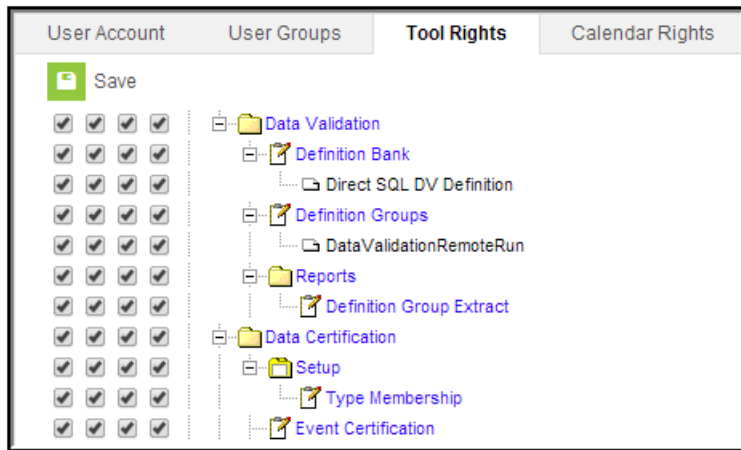 User Account User Groups Tool Rights Calendar Rights
Save
Data Validation
Definition Bank
Direct SQL DV Definition
Definition Groups
DataValidationRemoteRun
Reports
Definition Group Extract
Data Certification
Setup
Type Membership
Event Certification